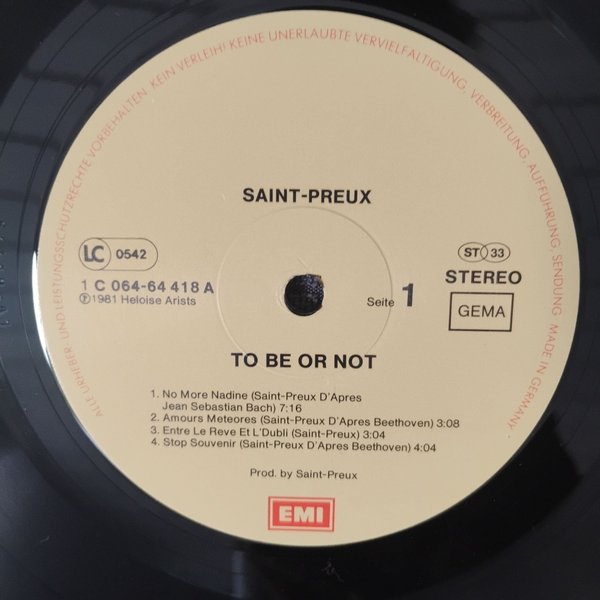 ALLE URHEBER- UND LEISTUNGSSCHUTZRECHTE VORBEHALTEN KEIN VERLEIH! KEINE UNERLAUBTE VERVIELFÄLTIGUNG, VERBREITUNG, AUFFÜHRUNG, SENDUNG MADE IN GERMANY
SAINT-PREUX
LC 0542
1 C 064-64 418 A
℗1981 Heloise Arists
ST 33
STEREO
GEMA
Seite 1
TO BE OR NOT
1. No More Nadine (Saint-Preux D'Apres
Jean Sebastian Bach) 7:16
2. Amours Meteores (Saint-Preux D'Apres Beethoven) 3:08
3. Entre Le Reve Et L'Dubli (Saint-Preux) 3:04
4. Stop Souvenir (Saint-Preux D'Apres Beethoven) 4:04
Prod. by Saint-Preux
EMI